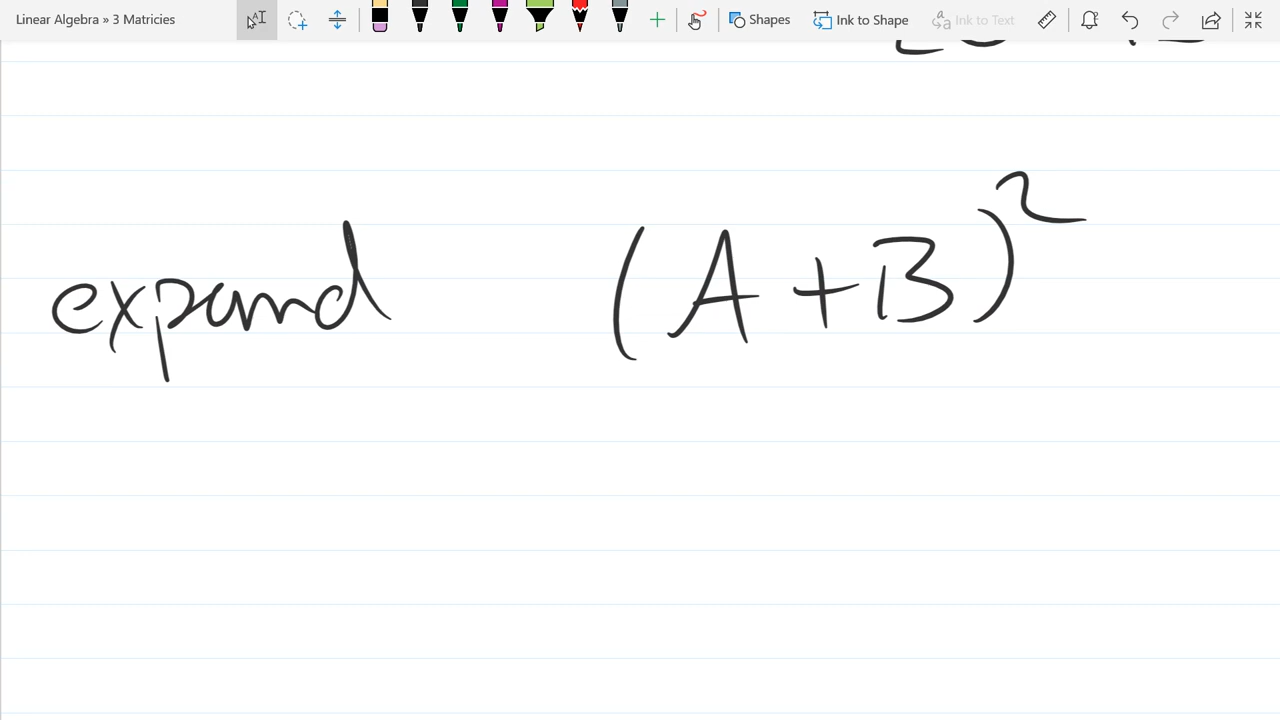 Linear Algebra » 3 Matricies
Shapes
Ink to Shape
Ink to Text
expand (A+B)²